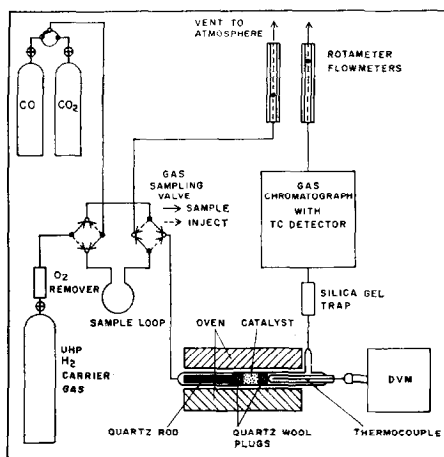 VENT TO
ATMOSPHERE
ROTAMETER
FLOWMETERS
CO
CO2
GAS
SAMPLING
VALVE
SAMPLE
INJECT
GAS
CHROMATOGRAPH
WITH
TC DETECTOR
O2
REMOVER
SAMPLE LOOP
SILICA GEL
TRAP
UHP
H2
CARRIER
GAS
OVEN
CATALYST
DVM
QUARTZ ROD
QUARTZ WOOL
PLUGS
THERMOCOUPLE